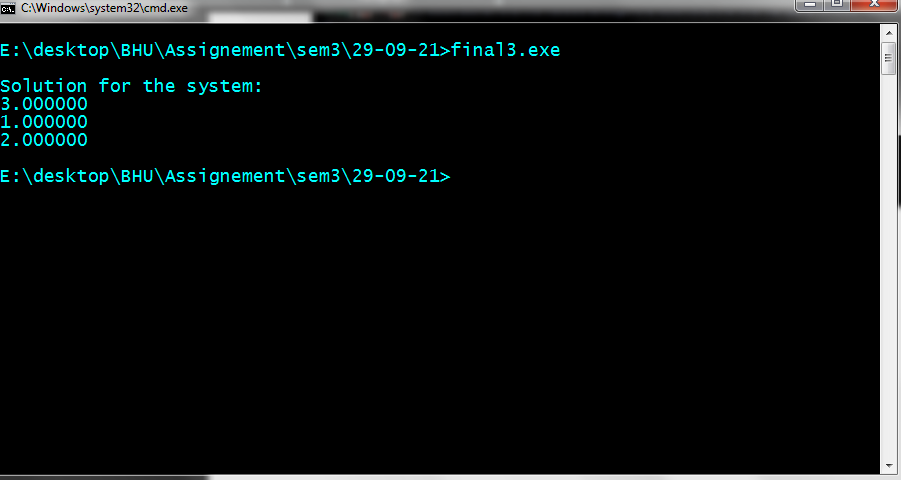 C:\Windows\system32\cmd.exe
E:\desktop\BHU\Assignement\sem3\29-09-21>final3.exe
Solution for the system:
3.000000
1.000000
2.000000
E:\desktop\BHU\Assignement\sem3\29-09-21>